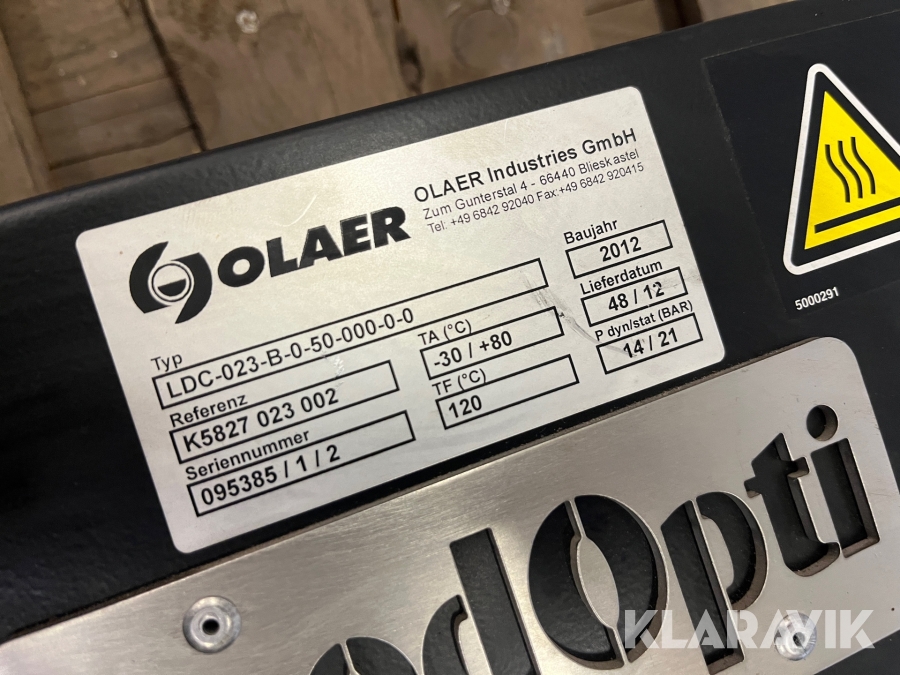 OLAER
OLAER Industries GmbH
Zum Gunterstal 4 - 66440 Blieskastel
Tel: +49 6842 92040 Fax:+49 6842 920415
Typ
LDC-023-B-0-50-000-0-0
Referenz
K5827 023 002
Seriennummer
095385 / 1 / 2
TA (°C)
-30 / +80
TF (°C)
120
Baujahr
2012
Lieferdatum
48 / 12
P dyn/stat (BAR)
14 / 21
5000291
dOpti
KLARAVIK